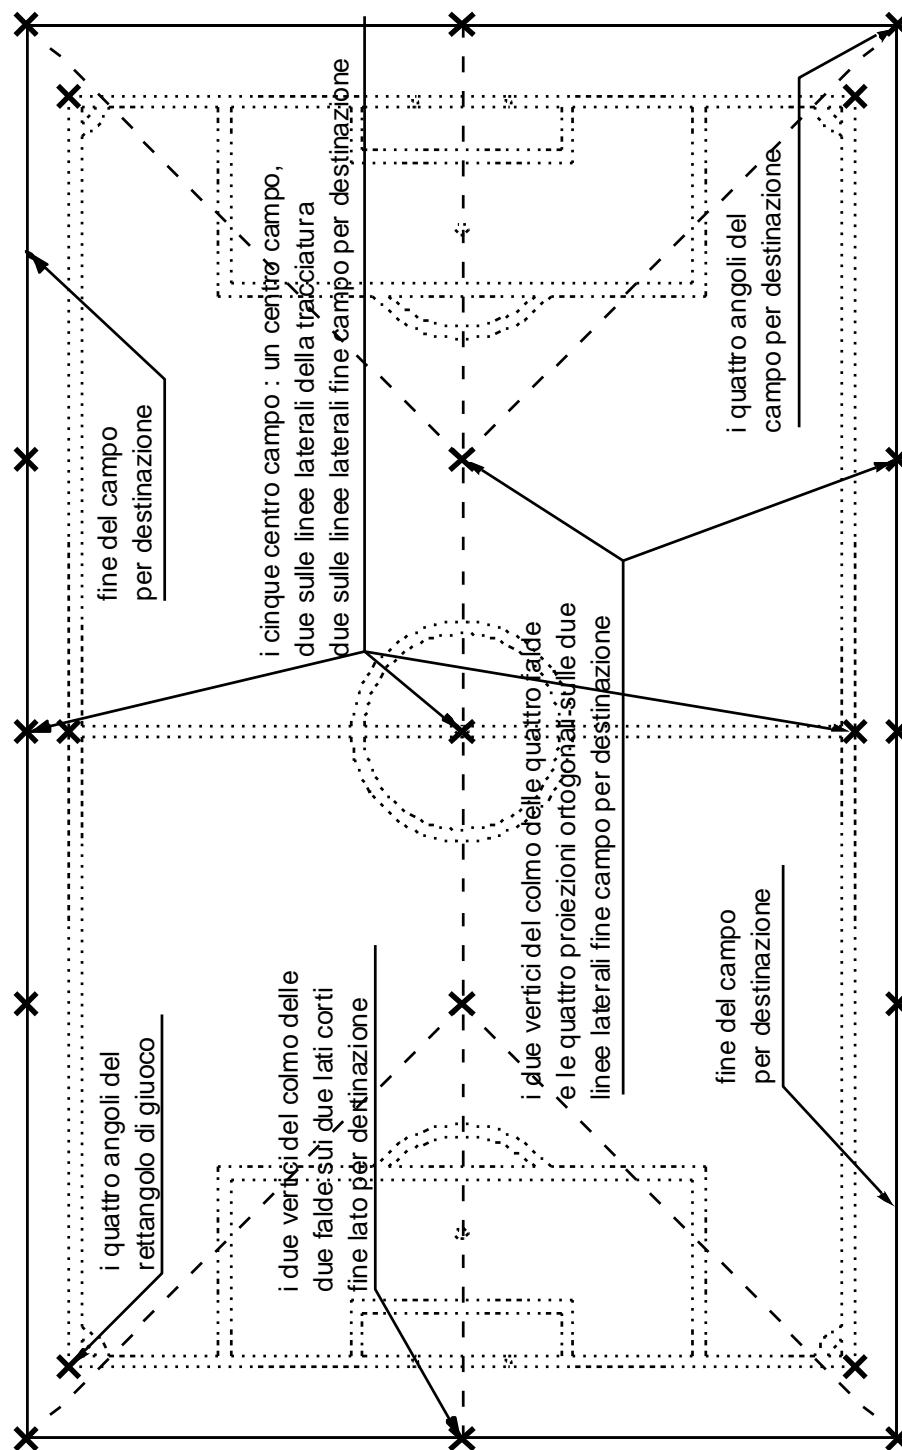 i quattro angoli del
rettangolo di giuoco
fine del campo
per destinazione
i cinque centro campo : un centro campo,
due sulle linee laterali della tracciatura
due sulle linee laterali fine campo per destinazione
i due vertici del colmo delle
due falde sui due lati corti
fine lato per dertinazione
i due vertici del colmo delle quattro falde
e le quattro proiezioni ortogonali sulle due
linee laterali fine campo per destinazione
i quattro angoli del
campo per destinazione
fine del campo
per destinazione